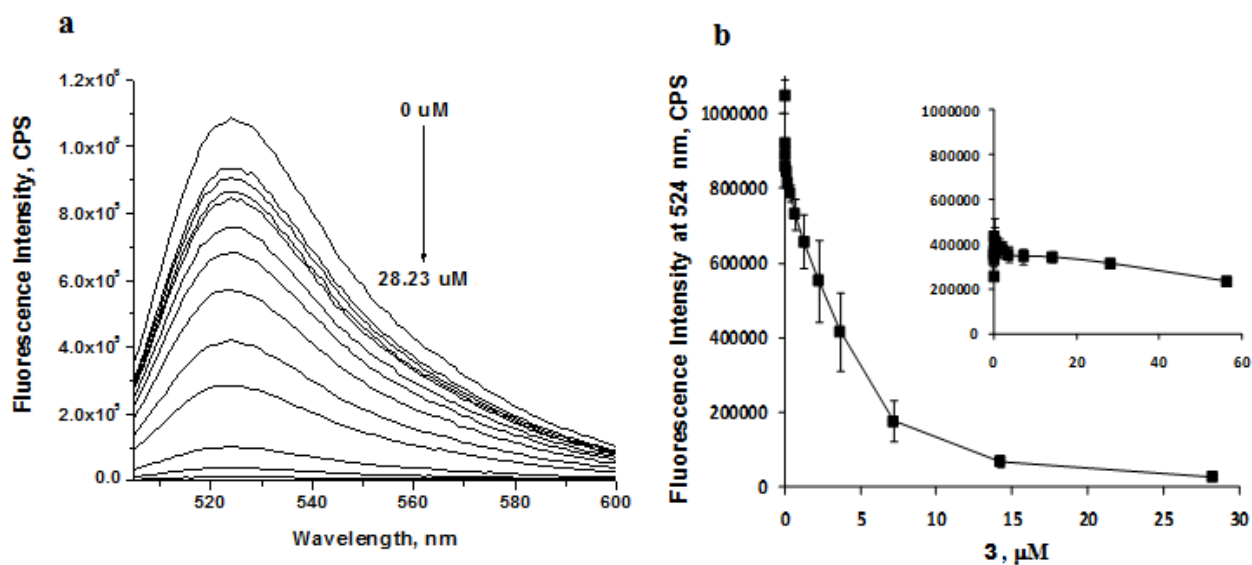 a
Fluorescence Intensity, CPS
1.2x10⁶
1.0x10⁶
8.0x10⁵
6.0x10⁵
4.0x10⁵
2.0x10⁵
0.0
0 uM
28.23 uM
520
540
560
580
600
Wavelength, nm
b
Fluorescence Intensity at 524 nm, CPS
1000000
800000
600000
400000
200000
0
0
5
10
15
20
25
30
3 , µM
1000000
800000
600000
400000
200000
0
0
20
40
60